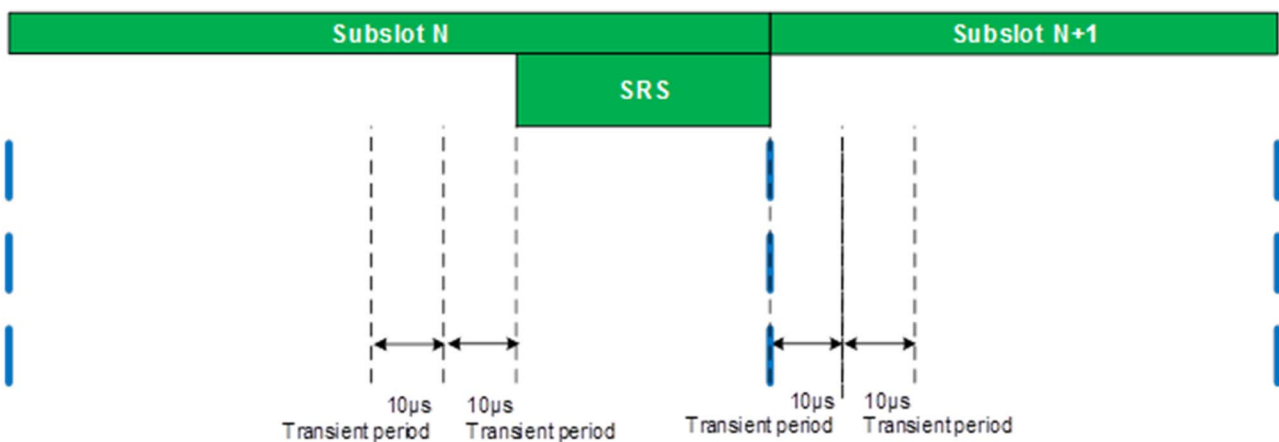 Subslot N
Subslot N+1
SRS
10µs
Transient period
10µs
Transient period
10µs
Transient period
10µs
Transient period